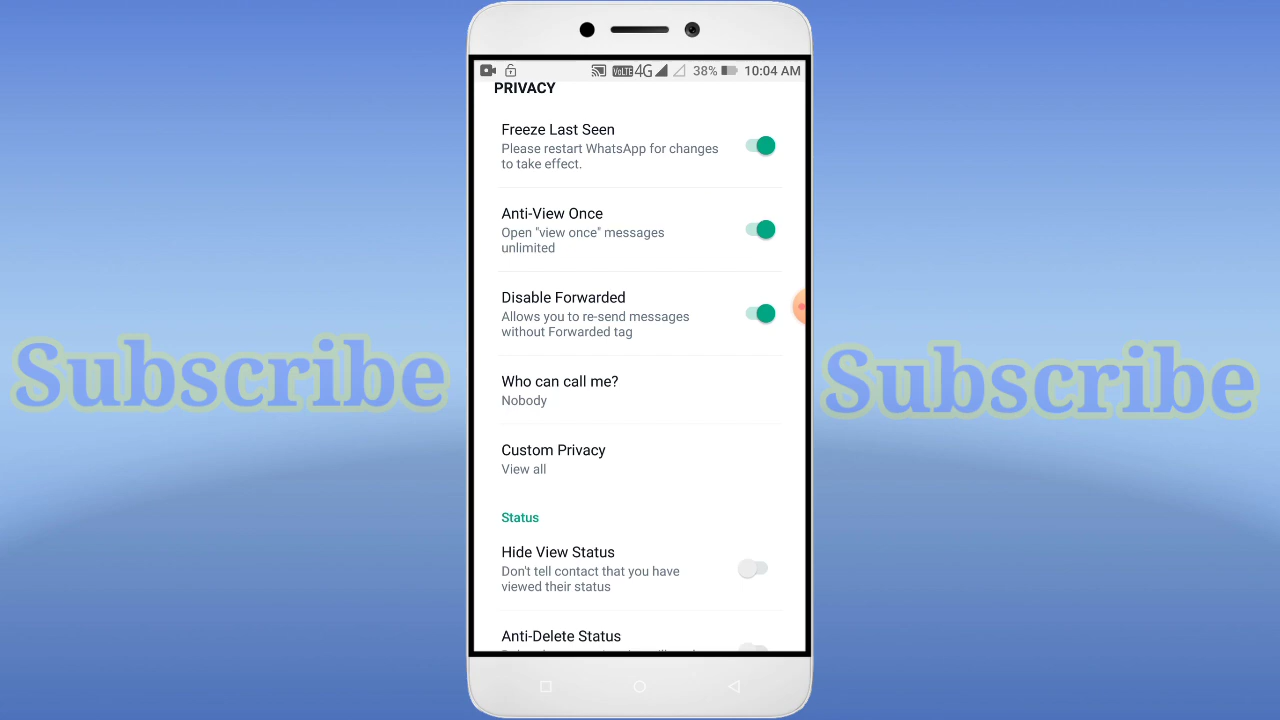 VoLTE 4G 38% 10:04 AM
PRIVACY
Freeze Last Seen
Please restart WhatsApp for changes
to take effect.
Anti-View Once
Open "view once" messages
unlimited
Disable Forwarded
Allows you to re-send messages
without Forwarded tag
Who can call me?
Nobody
Custom Privacy
View all
Status
Hide View Status
Don't tell contact that you have
viewed their status
Anti-Delete Status
Subscribe
Subscribe